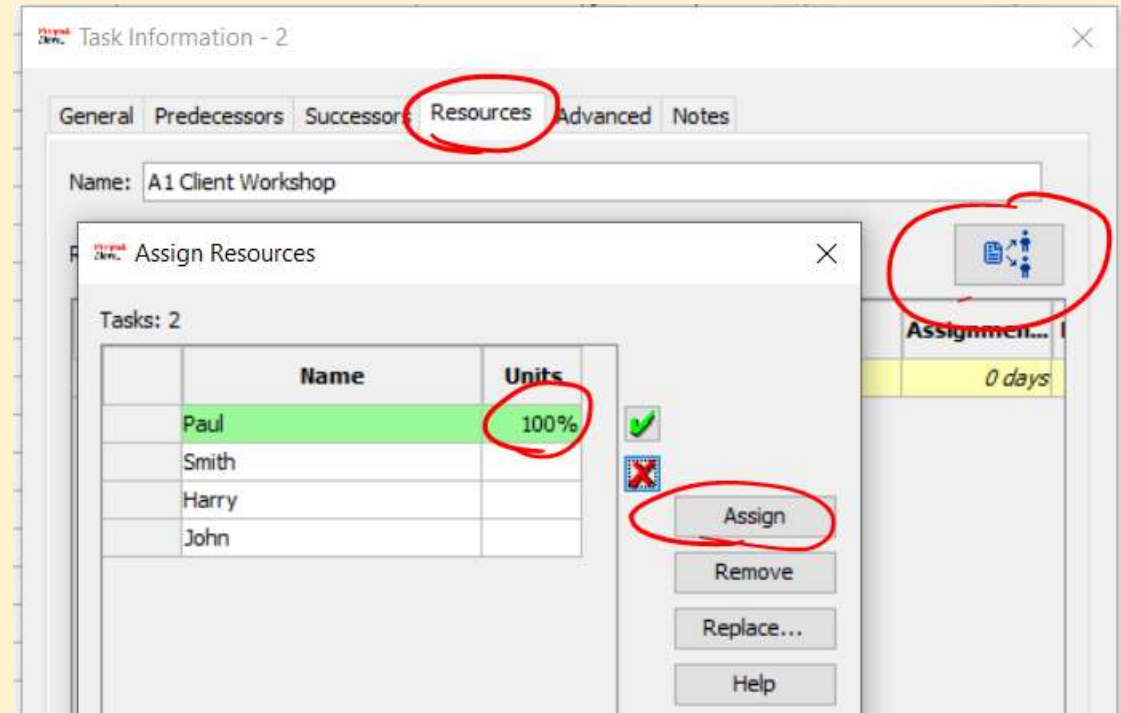 Task Information - 2
General Predecessors Successors Resources Advanced Notes
Name: A1 Client Workshop
Assign Resources
Tasks: 2
Assignmen...
Name Units
0 days
Paul 100%
Smith
Harry
John
Assign
Remove
Replace...
Help